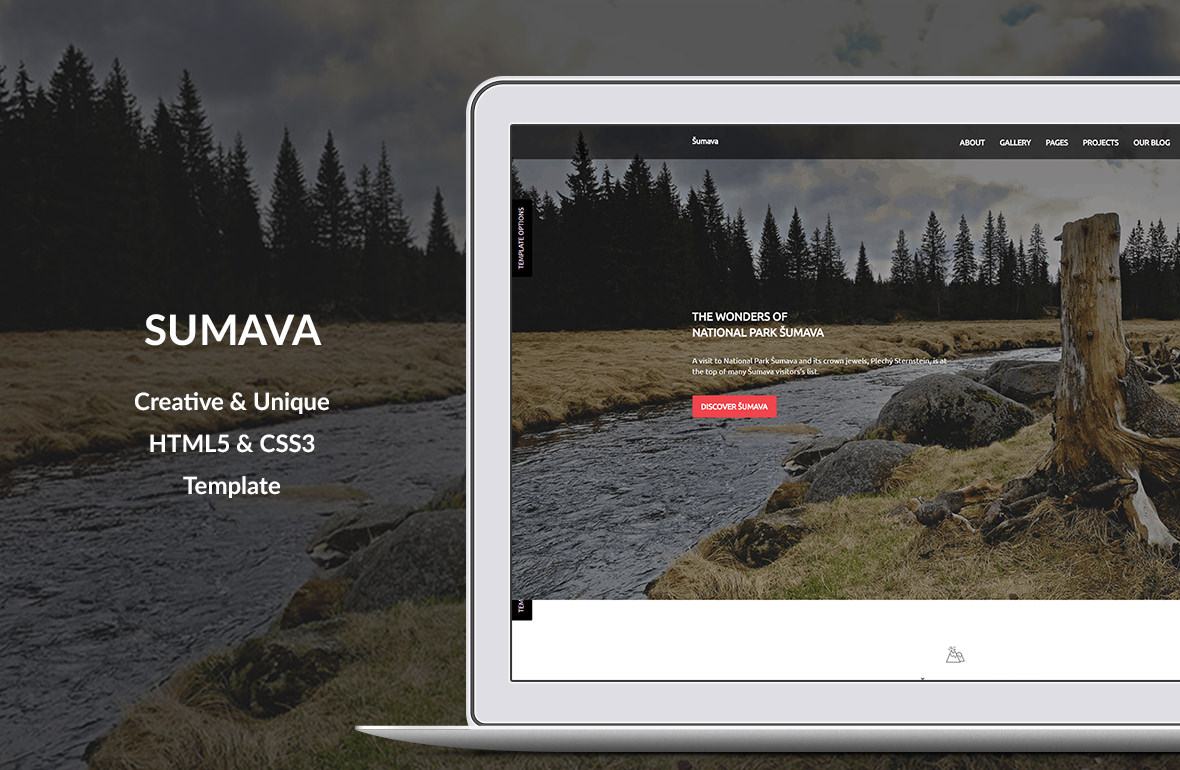 SUMAVA
Creative & Unique
HTML5 & CSS3
Template
Šumava
ABOUT GALLERY PAGES PROJECTS OUR BLOG
TEMPLATE OPTIONS
THE WONDERS OF
NATIONAL PARK ŠUMAVA
A visit to National Park Šumava and its crown jewels, Plechý Sternstein, is at
the top of many Šumava visitors's list.
DISCOVER ŠUMAVA
TEM